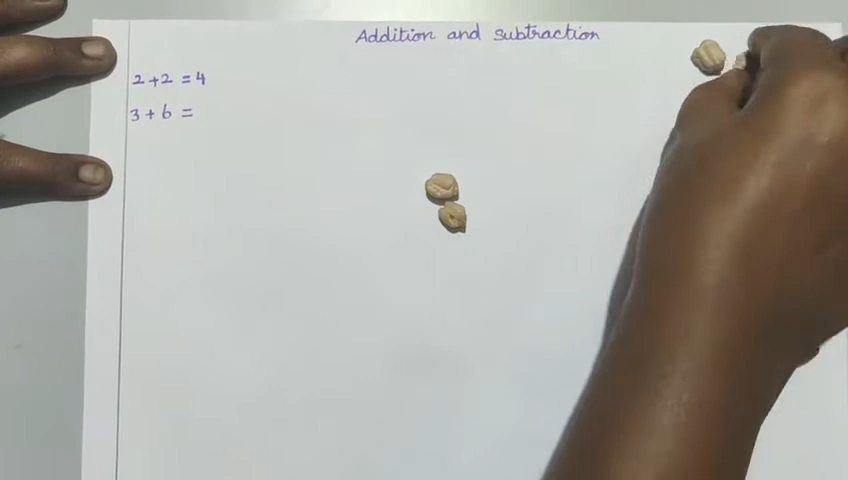 Addition and Subtraction
2 + 2 = 4
3 + 6 =